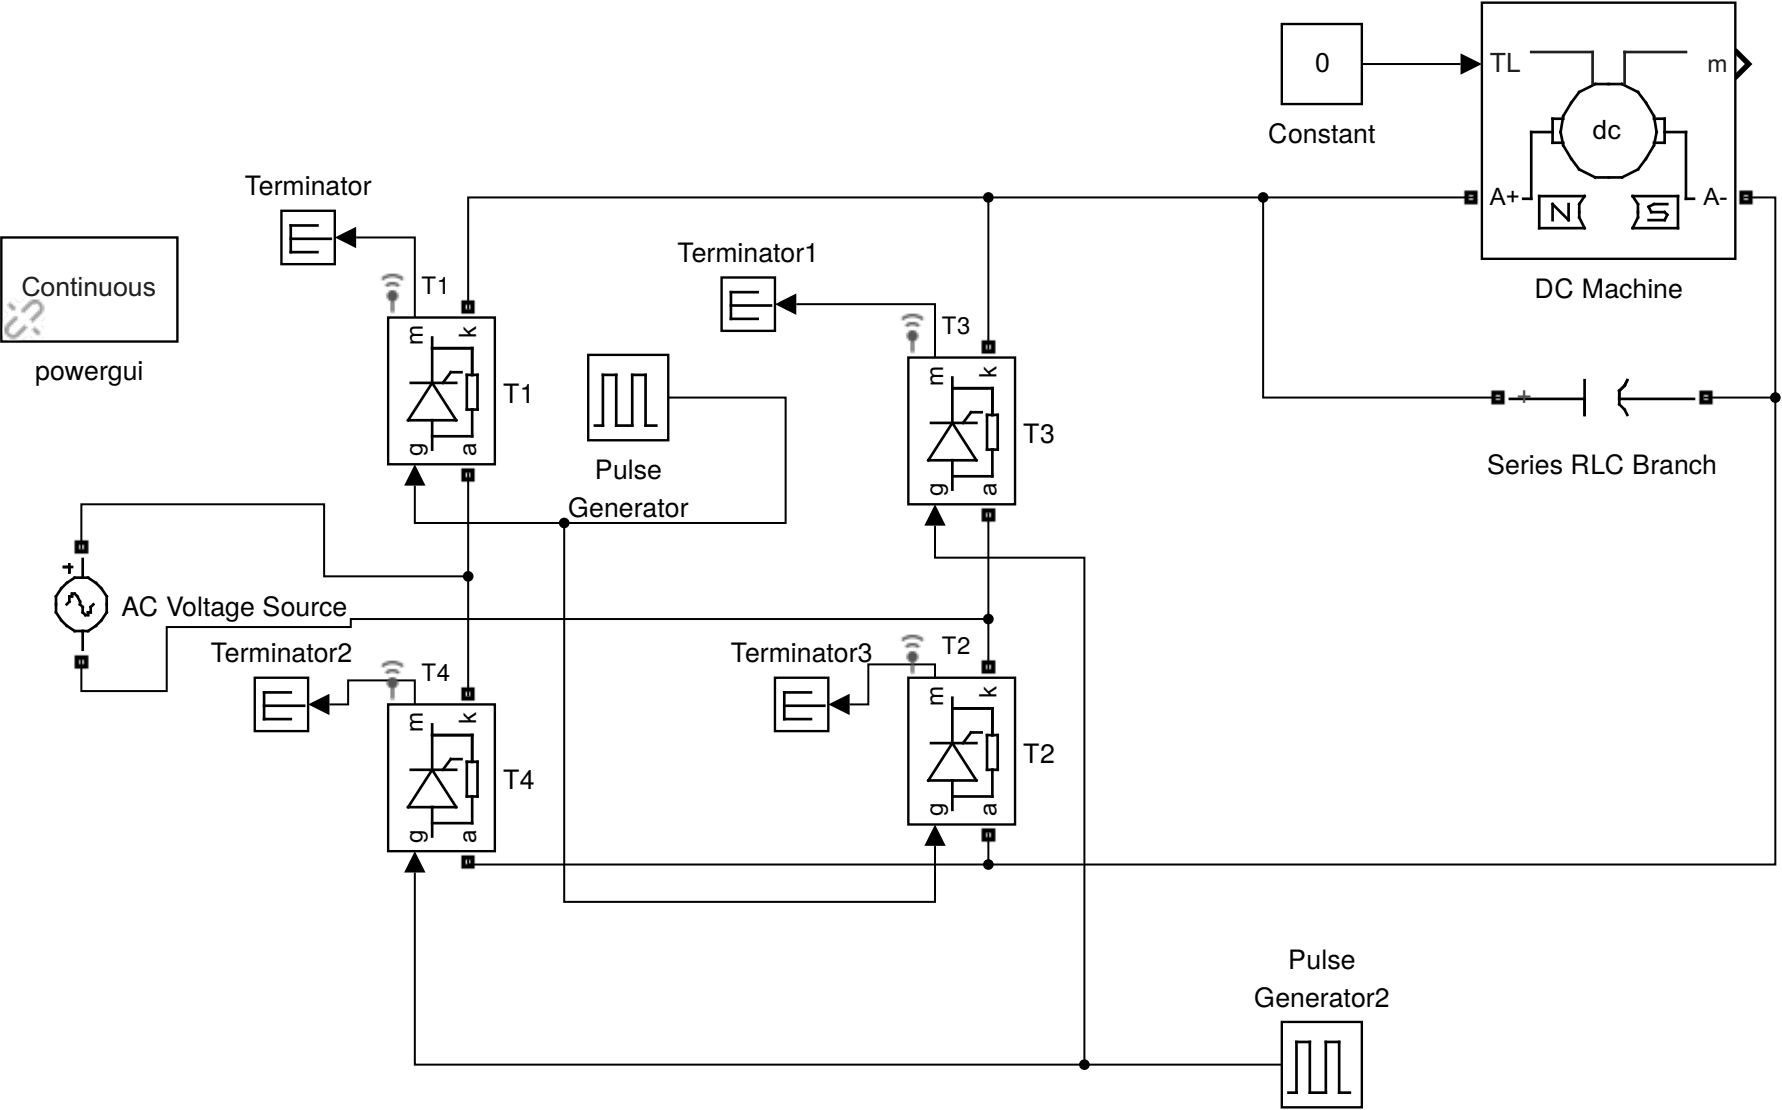 0
TL
m
dc
Constant
A+
N
S
A-
DC Machine
Terminator
Continuous
powergui
T1
m
k
g
a
T1
Terminator1
T3
m
k
g
a
T3
Pulse
Generator
+
Series RLC Branch
+
AC Voltage Source
Terminator2
T4
m
k
g
a
T4
Terminator3
T2
m
k
g
a
T2
Pulse
Generator2